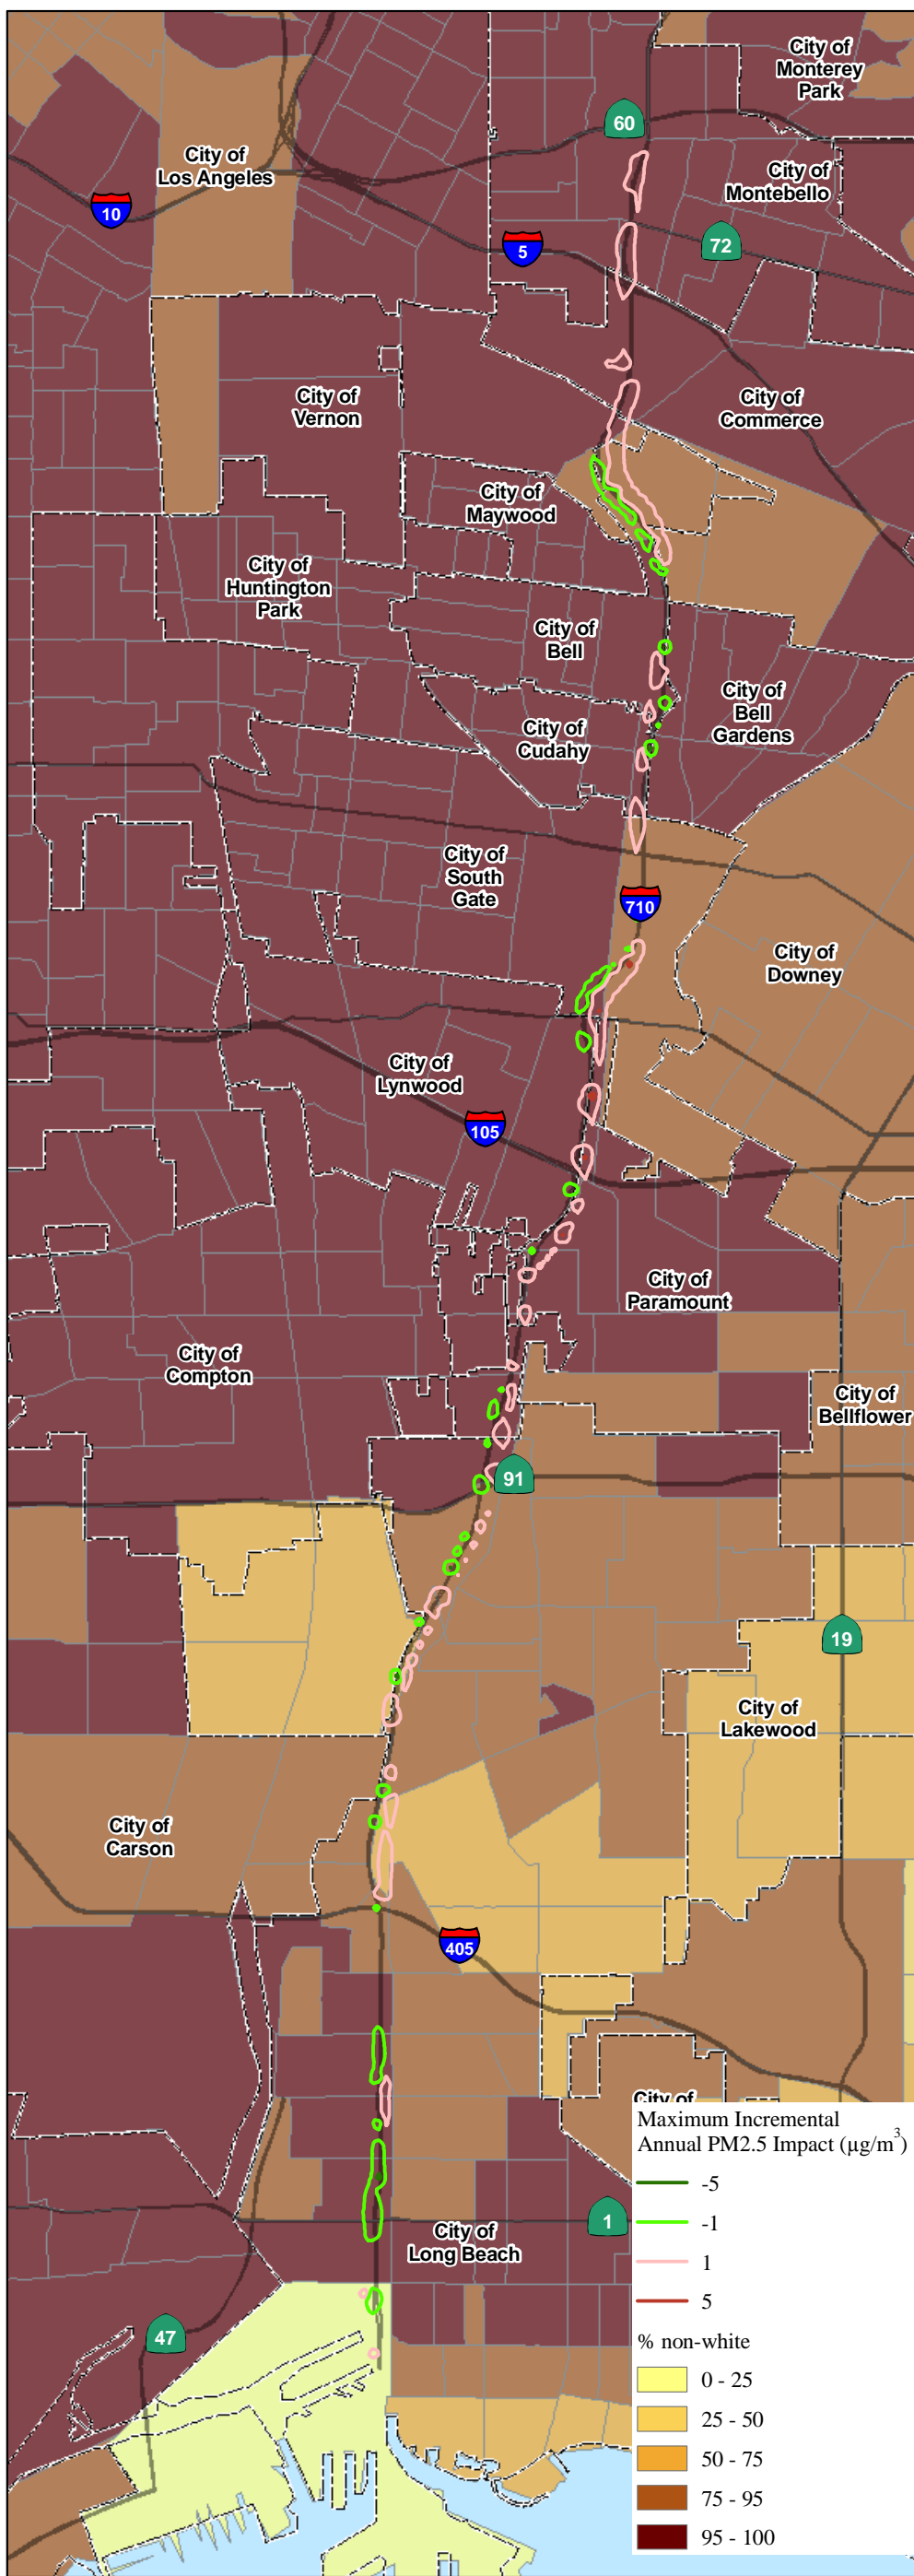 City of
Monterey
Park
60
City of
Los Angeles
City of
Montebello
10
5
72
City of
Vernon
City of
Commerce
City of
Maywood
City of
Huntington
Park
City of
Bell
City of
Bell
Gardens
City of
Cudahy
City of
South
Gate
710
City of
Downey
City of
Lynwood
105
City of
Paramount
City of
Compton
City of
Bellflower
91
19
City of
Lakewood
City of
Carson
405
City of
Maximum Incremental
Annual PM2.5 Impact (µg/m³)
-5
-1
1
5
1
City of
Long Beach
47
% non-white
0 - 25
25 - 50
50 - 75
75 - 95
95 - 100